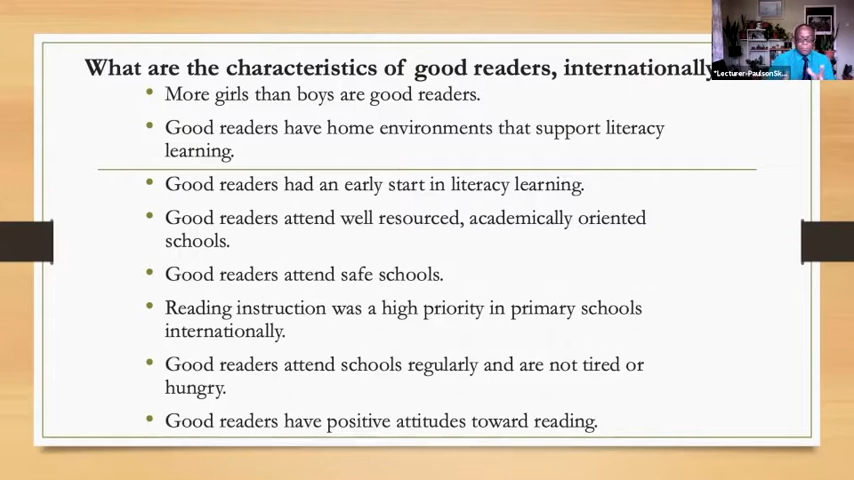 What are the characteristics of good readers, internationally
• More girls than boys are good readers.
• Good readers have home environments that support literacy
learning.
• Good readers had an early start in literacy learning.
• Good readers attend well resourced, academically oriented
schools.
• Good readers attend safe schools.
• Reading instruction was a high priority in primary schools
internationally.
• Good readers attend schools regularly and are not tired or
hungry.
• Good readers have positive attitudes toward reading.
*Lecturer-PaulsonSk...